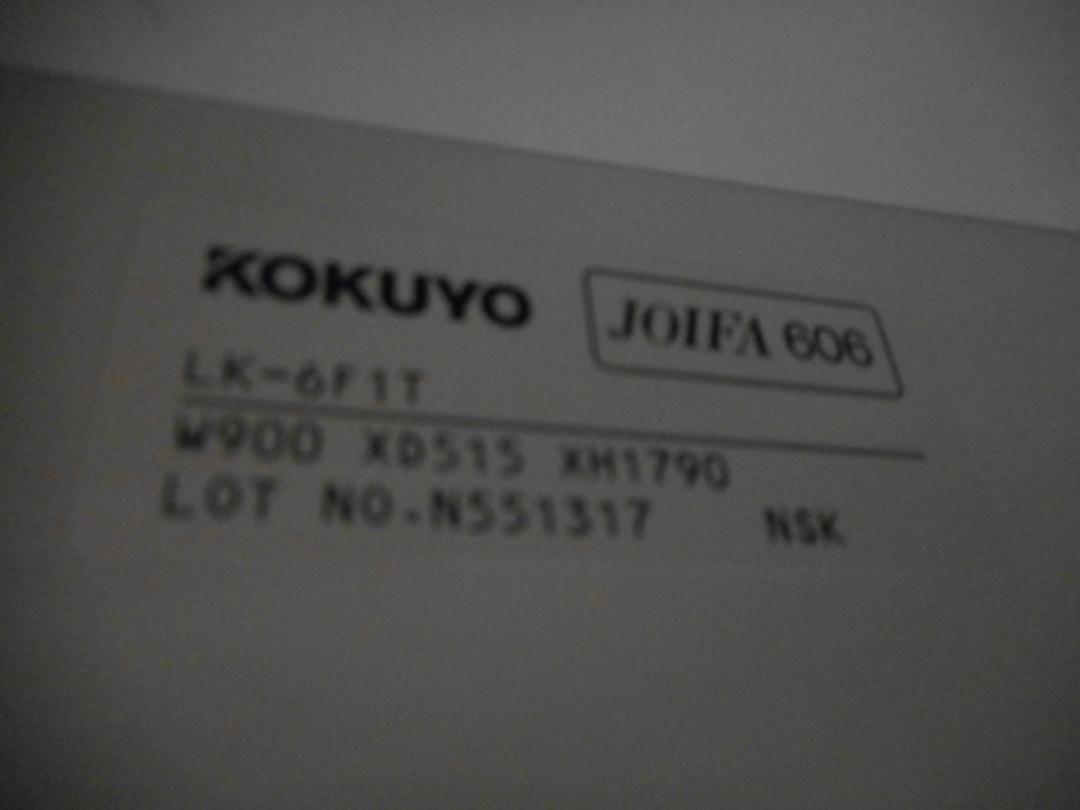 KOKUYO JOIFA 606
LK-6F1T
W900 XD515 XH1790
LOT NO.N551317 NSK